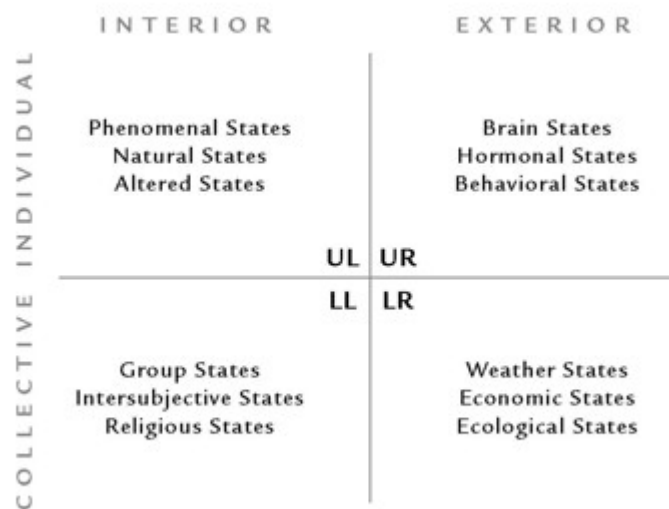 INTERIOR EXTERIOR
INDIVIDUAL
Phenomenal States
Natural States
Altered States
Brain States
Hormonal States
Behavioral States
UL UR
LL LR
COLLECTIVE
Group States
Intersubjective States
Religious States
Weather States
Economic States
Ecological States